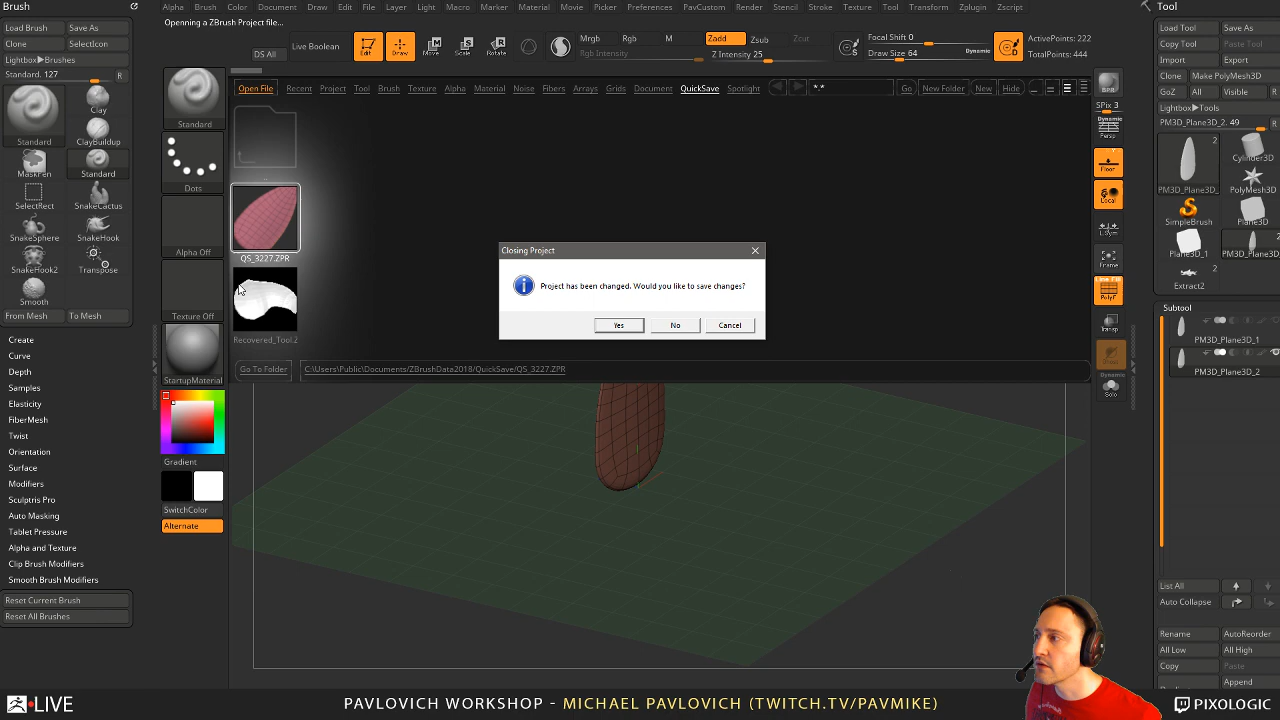 Brush
Alpha Brush Color Document Draw Edit File Layer Light Macro Marker Material Movie Picker Preferences PavCustom Render Stencil Stroke Texture Tool Transform Zplugin Zscript
Tool
Openning a ZBrush Project file...
Load Brush Save As
Clone SelectIcon
Lightbox▶Brushes
Standard. 127 R
Standard Clay
ClayBuildup
MaskPen Standard
SelectRect SnakeCactus
SnakeSphere SnakeHook
SnakeHook2 Transpose
Smooth
From Mesh To Mesh
Create
Curve
Depth
Samples
Elasticity
FiberMesh
Twist
Orientation
Surface
Modifiers
Sculptris Pro
Auto Masking
Tablet Pressure
Alpha and Texture
Clip Brush Modifiers
Smooth Brush Modifiers
Reset Current Brush
Reset All Brushes
DS All Live Boolean Edit Draw Move Scale Rotate
Mrgb Rgb M Zadd Zsub Zcut
Rgb Intensity Z Intensity 25
Focal Shift 0
Draw Size 64 Dynamic
ActivePoints: 222
TotalPoints: 444
Standard
Dots
Alpha Off
Texture Off
StartupMaterial
Gradient
SwitchColor
Alternate
Open File Recent Project Tool Brush Texture Alpha Material Noise Fibers Arrays Grids Document QuickSave Spotlight *.* Go New Folder New Hide
QS_3227.ZPR
Recovered_Tool.2
Go To Folder C:\Users\Public\Documents\ZBrushData2018\QuickSave/QS_3227.ZPR
Closing Project
Project has been changed. Would you like to save changes?
Yes No Cancel
BPR
SPix 3
Dynamic
Persp
Floor
Local
Frame
PolyF
Transp
Dynamic
Solo
Load Tool Save As
Copy Tool Paste Tool
Import Export
Clone Make PolyMesh3D
GoZ All Visible R
Lightbox▶Tools
PM3D_Plane3D_2. 49 R
2
PM3D_Plane3D_ Cylinder3D
PolyMesh3D
SimpleBrush Plane3D
2
Plane3D_1 PM3D_Plane3D_
Extract2
Subtool
PM3D_Plane3D_1
PM3D_Plane3D_2
List All
Auto Collapse
Rename AutoReorder
All Low All High
Copy Paste
Append
LIVE
PAVLOVICH WORKSHOP - MICHAEL PAVLOVICH (TWITCH.TV/PAVMIKE)
PIXOLOGIC